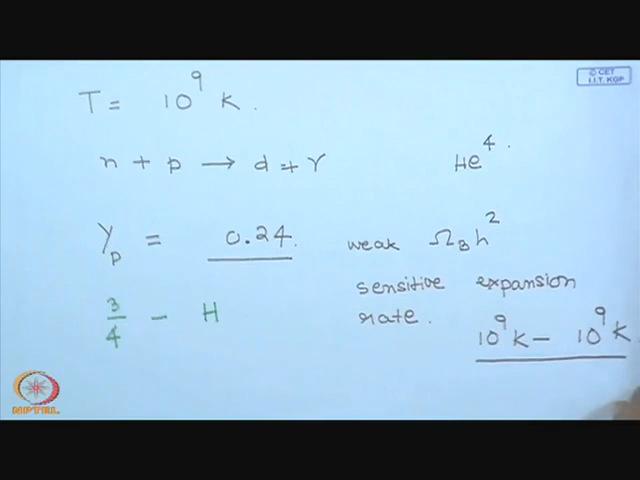 © CET
I.I.T. KGP
T = 10⁹ K.
n + p → d + γ He⁴.
Yₚ = 0.24. weak Ω_B h²
sensitive expansion
3/4 – H rate. 10⁹ K – 10⁹ K
NPTEL